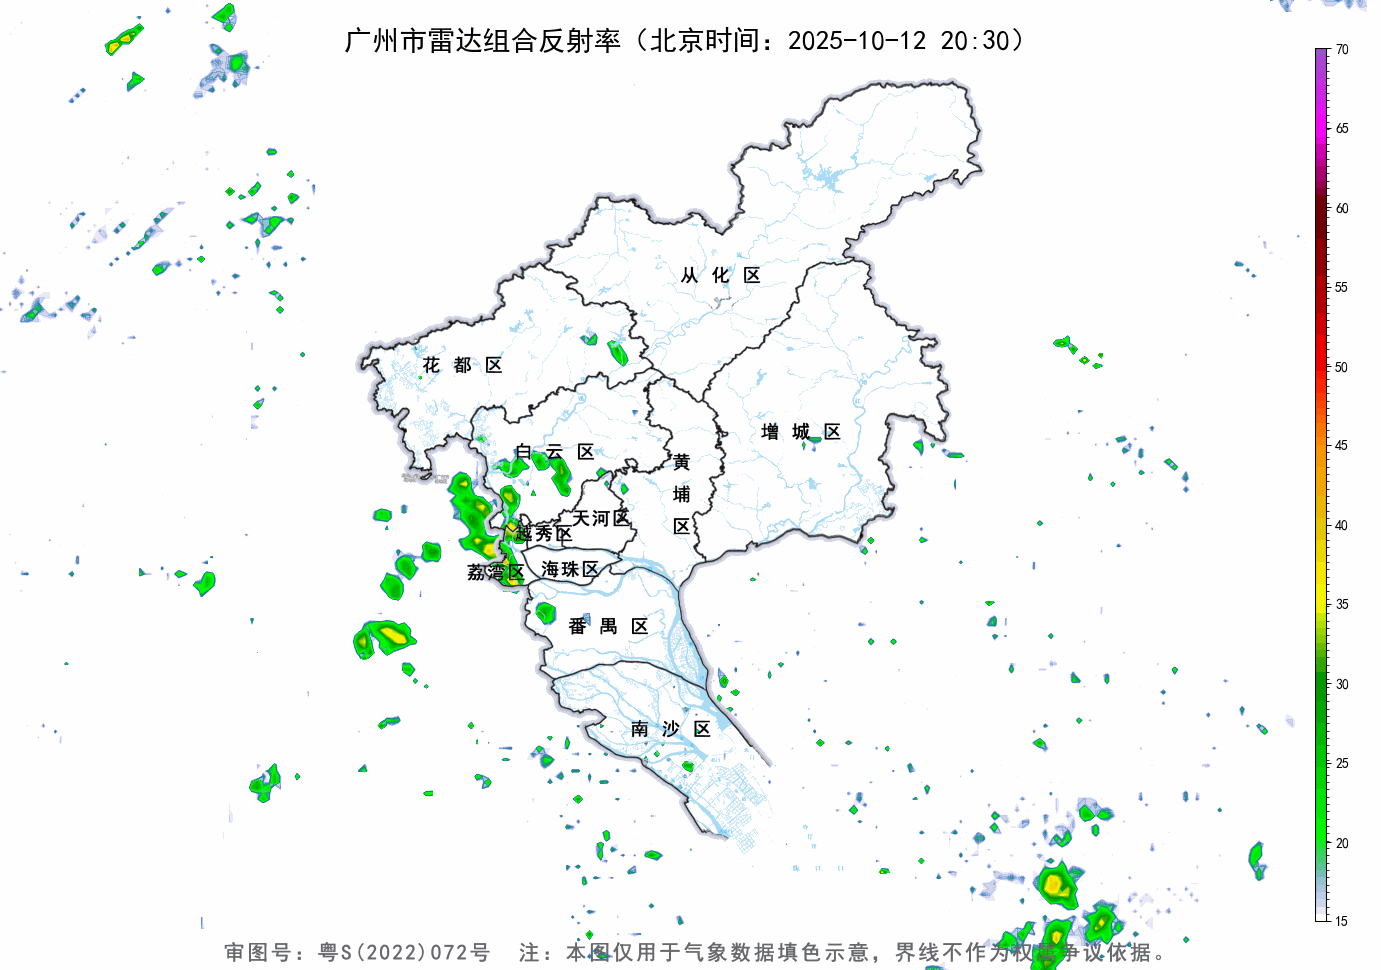 广州市雷达组合反射率（北京时间：2025-10-12 20:30）
70
65
60
55
50
45
40
35
30
25
20
15
从化区
花都区
增城区
白云区
黄埔区
天河区
越秀区
荔湾区
海珠区
番禺区
南沙区
审图号：粤S(2022)072号 注：本图仅用于气象数据填色示意，界线不作为权属争议依据。